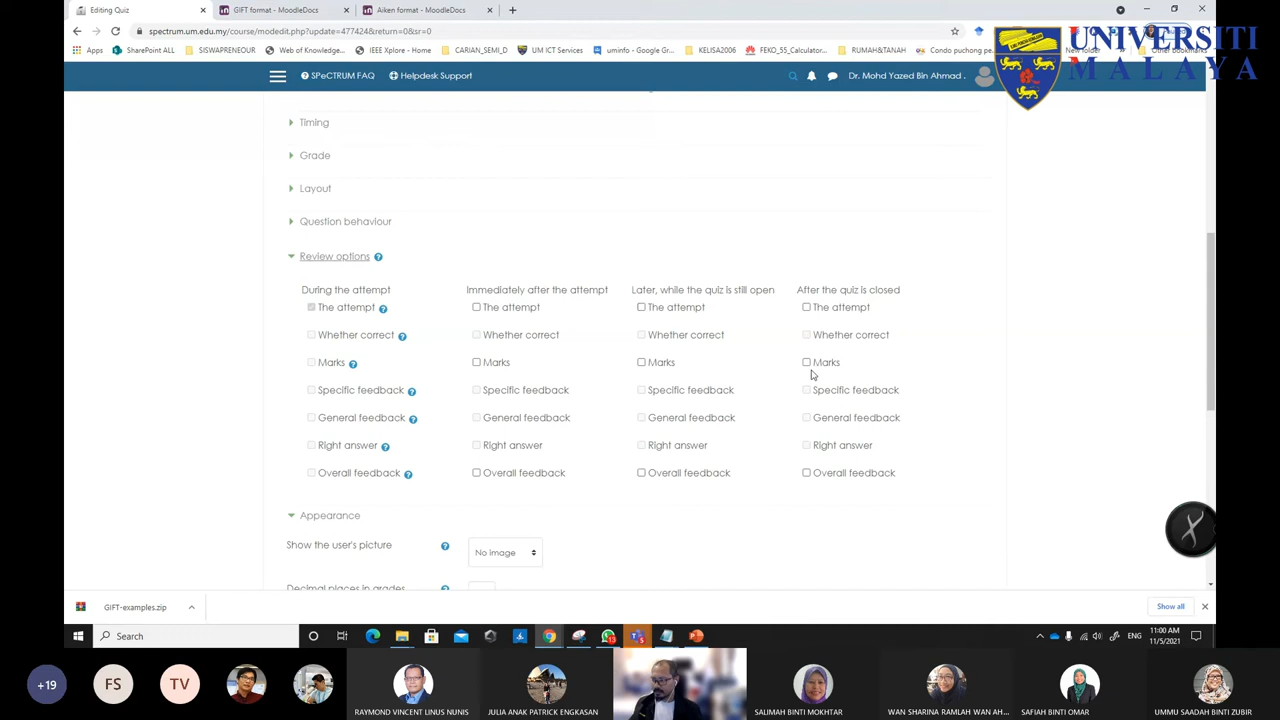 Editing Quiz
GIFT format - MoodleDocs
Aiken format - MoodleDocs
spectrum.um.edu.my/course/modedit.php?update=477424&return=0&sr=0
Apps
SharePoint ALL
SISWAPRENEUR
Web of Knowledge...
IEEE Xplore - Home
CARIAN_SEMI_D
UM ICT Services
uminfo - Google Gr...
KELISA2006
FEKO_55_Calculator...
RUMAH&TANAH
Condo puchong pe...
New folder
Other bookmarks
UNIVERSITI
MALAYA
SPeCTRUM FAQ
Helpdesk Support
Dr. Mohd Yazed Bin Ahmad .
Timing
Grade
Layout
Question behaviour
Review options
During the attempt
Immediately after the attempt
Later, while the quiz is still open
After the quiz is closed
The attempt
The attempt
The attempt
The attempt
Whether correct
Whether correct
Whether correct
Whether correct
Marks
Marks
Marks
Marks
Specific feedback
Specific feedback
Specific feedback
Specific feedback
General feedback
General feedback
General feedback
General feedback
Right answer
Right answer
Right answer
Right answer
Overall feedback
Overall feedback
Overall feedback
Overall feedback
Appearance
Show the user's picture
No image
Decimal places in grades
GIFT-examples.zip
Show all
Search
13
ENG
11:00 AM
11/5/2021
+19
FS
TV
RAYMOND VINCENT LINUS NUNIS
JULIA ANAK PATRICK ENGKASAN
SALIMAH BINTI MOKHTAR
WAN SHARINA RAMLAH WAN AH...
SAFIAH BINTI OMAR
UMMU SAADAH BINTI ZUBIR